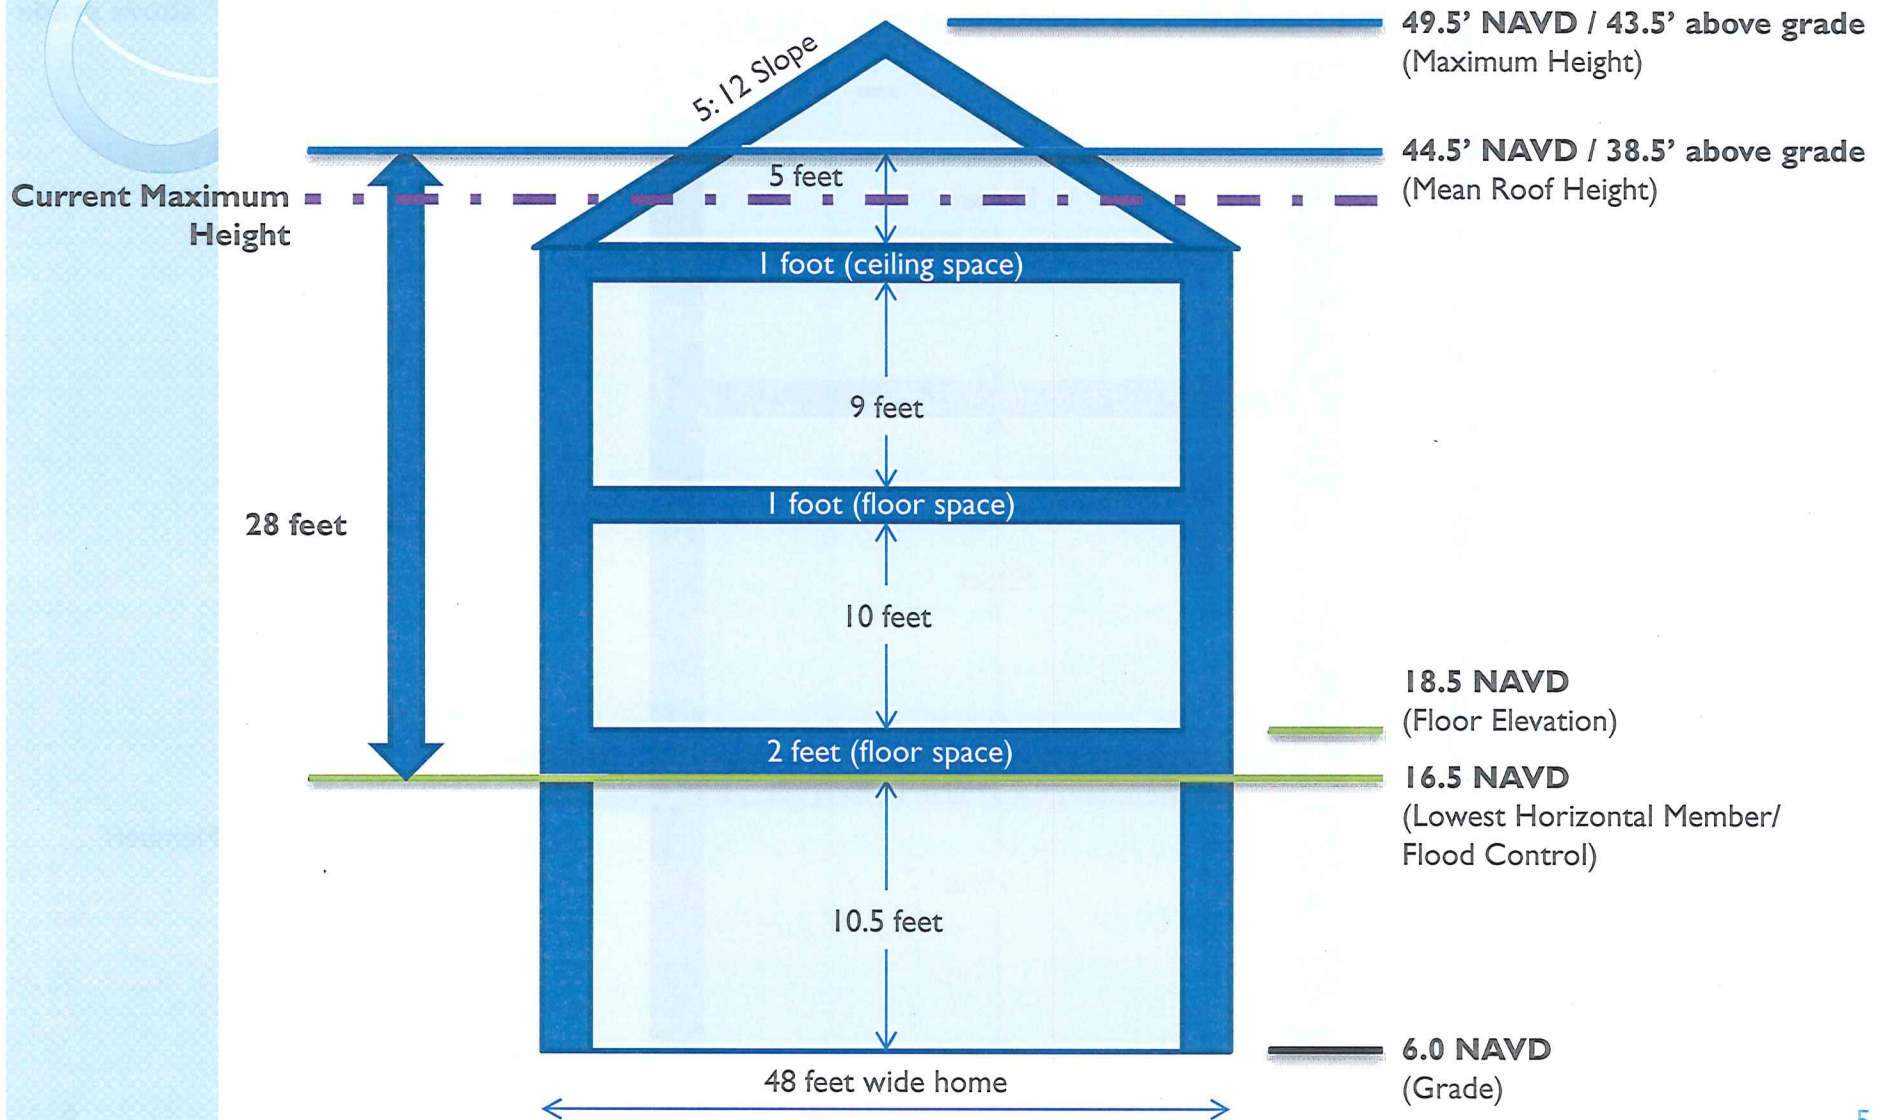 49.5’ NAVD / 43.5’ above grade
(Maximum Height)
5:12 Slope
44.5’ NAVD / 38.5’ above grade
(Mean Roof Height)
5 feet
Current Maximum
Height
1 foot (ceiling space)
9 feet
1 foot (floor space)
28 feet
10 feet
18.5 NAVD
(Floor Elevation)
2 feet (floor space)
16.5 NAVD
(Lowest Horizontal Member/
Flood Control)
10.5 feet
6.0 NAVD
(Grade)
48 feet wide home